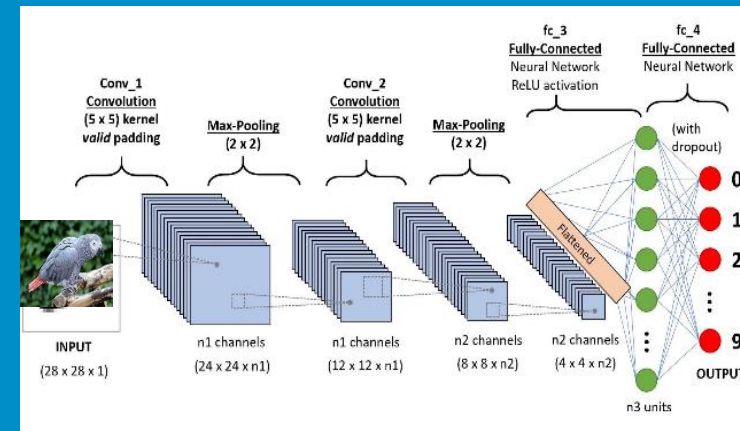 Conv_1
Convolution
(5 x 5) kernel
valid padding
Max-Pooling
(2 x 2)
Conv_2
Convolution
(5 x 5) kernel
valid padding
Max-Pooling
(2 x 2)
fc_3
Fully-Connected
Neural Network
ReLU activation
fc_4
Fully-Connected
Neural Network
(with
dropout)
Flattened
0
1
2
9
INPUT
(28 x 28 x 1)
n1 channels
(24 x 24 x n1)
n1 channels
(12 x 12 x n1)
n2 channels
(8 x 8 x n2)
n2 channels
(4 x 4 x n2)
n3 units
OUTPUT